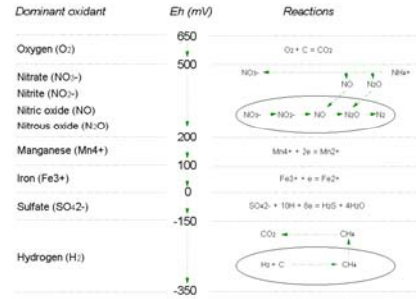 Dominant oxidant Eh (mV) Reactions
650
Oxygen (O2) O2 + C = CO2
500
Nitrate (NO3-) NO3- NH4+
Nitrite (NO2-) NO N2O
Nitric oxide (NO) NO3- NO2- NO N2O N2
Nitrous oxide (N2O)
200
Manganese (Mn4+) Mn4+ + 2e = Mn2+
100
Iron (Fe3+) Fe3+ + e = Fe2+
0
Sulfate (SO42-) SO42- + 10H + 8e = H2S + 4H2O
-150
CO2 CH4
Hydrogen (H2) H2 + C CH4
-350